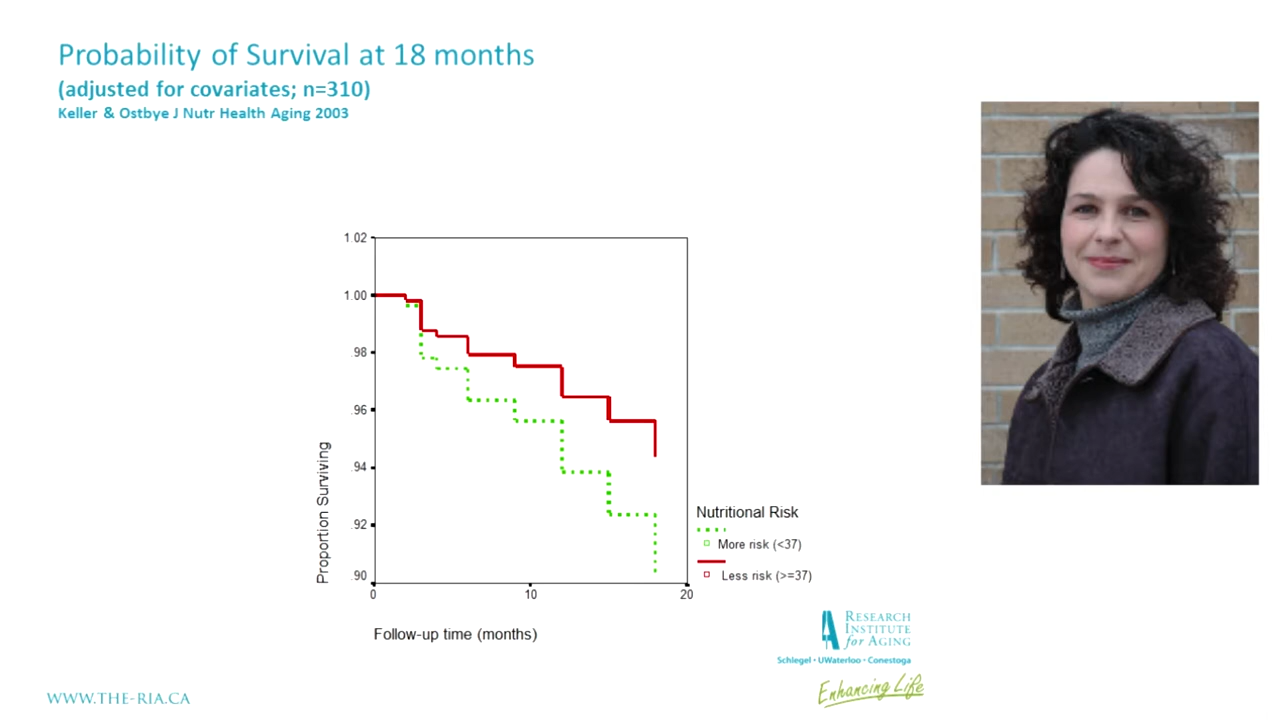 Probability of Survival at 18 months
(adjusted for covariates; n=310)
Keller & Ostbye J Nutr Health Aging 2003
1.02
1.00
.98
.96
.94
.92
.90
Proportion Surviving
0
10
20
Follow-up time (months)
Nutritional Risk
More risk (<37)
Less risk (>=37)
RESEARCH
INSTITUTE
for AGING
Schlegel • UWaterloo • Conestoga
Enhancing Life
WWW.THE-RIA.CA